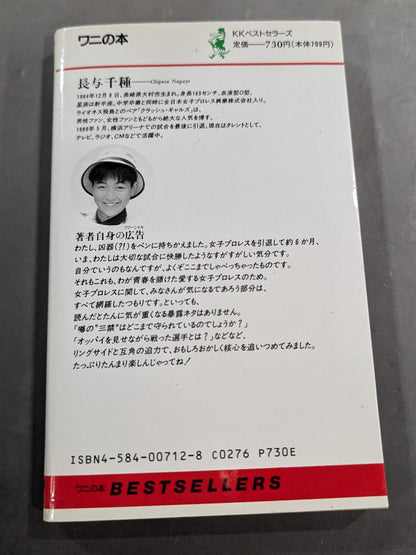 ワニの本
KKベストセラーズ
定価——730円(本体709円)
長与千種——Chigusa Nagayo
1964年12月8日、長崎県大村市生まれ。身長165センチ、血液型O型。
星座は射手座。中学卒業と同時に全日本女子プロレス興業株式会社入り。
ライオネス飛鳥とのペア「クラッシュ・ギャルズ」は、
男性ファン、女性ファンともどもから絶大な人気を博す。
1989年5月、横浜アリーナでの試合を最後に引退。現在はタレントとして、
テレビ、ラジオ、CMなどで活躍中。
著者自身の広告
わたし、凶器(?!)をペンに持ちかえました。女子プロレスを引退して約6か月、
いま、わたしは大切な試合に快勝したようなすがすがしい気分です。
自分でいうのもなんですが、よくぞここまでしゃべっちゃったものです。
それもこれも、わが青春を賭けた愛する女子プロレスのため。
女子プロレスに関して、みなさんが気になるであろう部分は、
すべて網羅したつもりです。といっても、
読んだとたんに気が重くなる暴露ネタはありません。
「噂の“三禁”はどこまで守られているのでしょうか?」
「オッパイを見せながら戦った選手とは?」などなど、
リングサイドと互角の迫力で、おもしろおかしく核心を追いつめてみました。
たっぷりたんまり楽しんじゃってね!
ISBN4-584-00712-8 C0276 P730E
ワニの本 BESTSELLERS